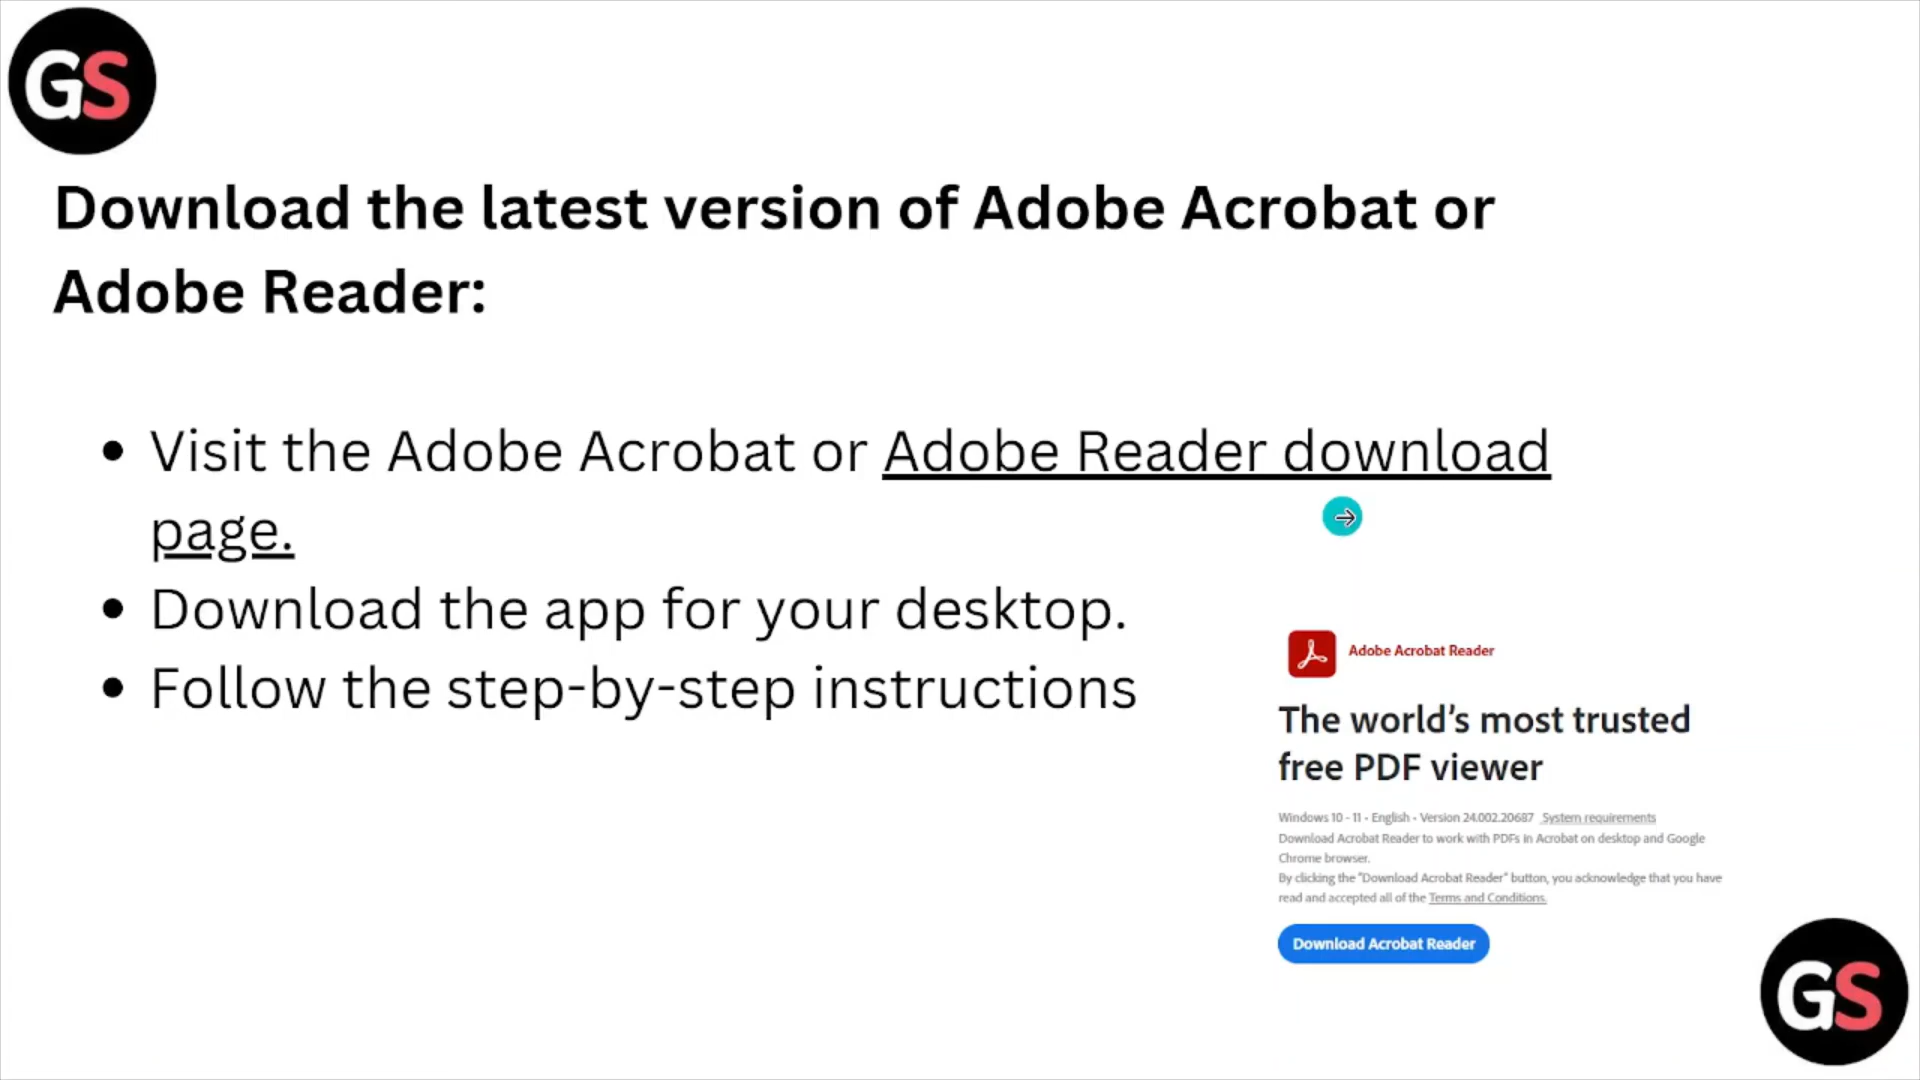 GS
Download the latest version of Adobe Acrobat or
Adobe Reader:
• Visit the Adobe Acrobat or Adobe Reader download
page.
• Download the app for your desktop.
• Follow the step-by-step instructions
Adobe Acrobat Reader
The world's most trusted
free PDF viewer
Windows 10 - 11 • English • Version 24.002.20687 System requirements
Download Acrobat Reader to work with PDFs in Acrobat on desktop and Google
Chrome browser.
By clicking the "Download Acrobat Reader" button, you acknowledge that you have
read and accepted all of the Terms and Conditions.
Download Acrobat Reader
GS